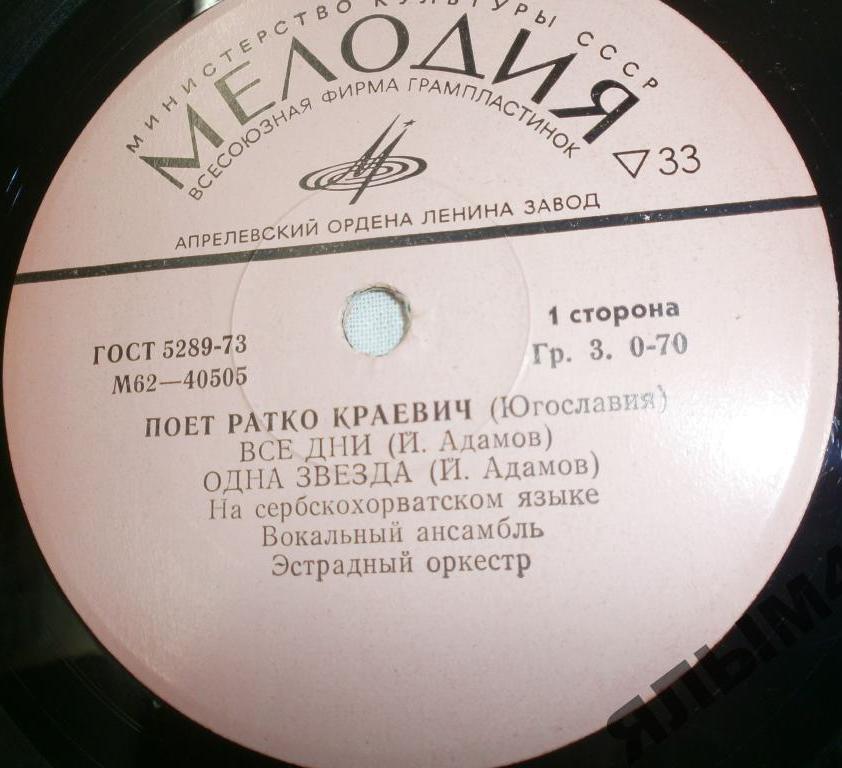 МИНИСТЕРСТВО КУЛЬТУРЫ СССР
МЕЛОДИЯ
ВСЕСОЮЗНАЯ ФИРМА ГРАМПЛАСТИНОК
▽33
АПРЕЛЕВСКИЙ ОРДЕНА ЛЕНИНА ЗАВОД
ГОСТ 5289-73
М62—40505
1 сторона
Гр. 3. 0-70
ПОЕТ РАТКО КРАЕВИЧ (Югославия)
ВСЕ ДНИ (Й. Адамов)
ОДНА ЗВЕЗДА (Й. Адамов)
На сербскохорватском языке
Вокальный ансамбль
Эстрадный оркестр